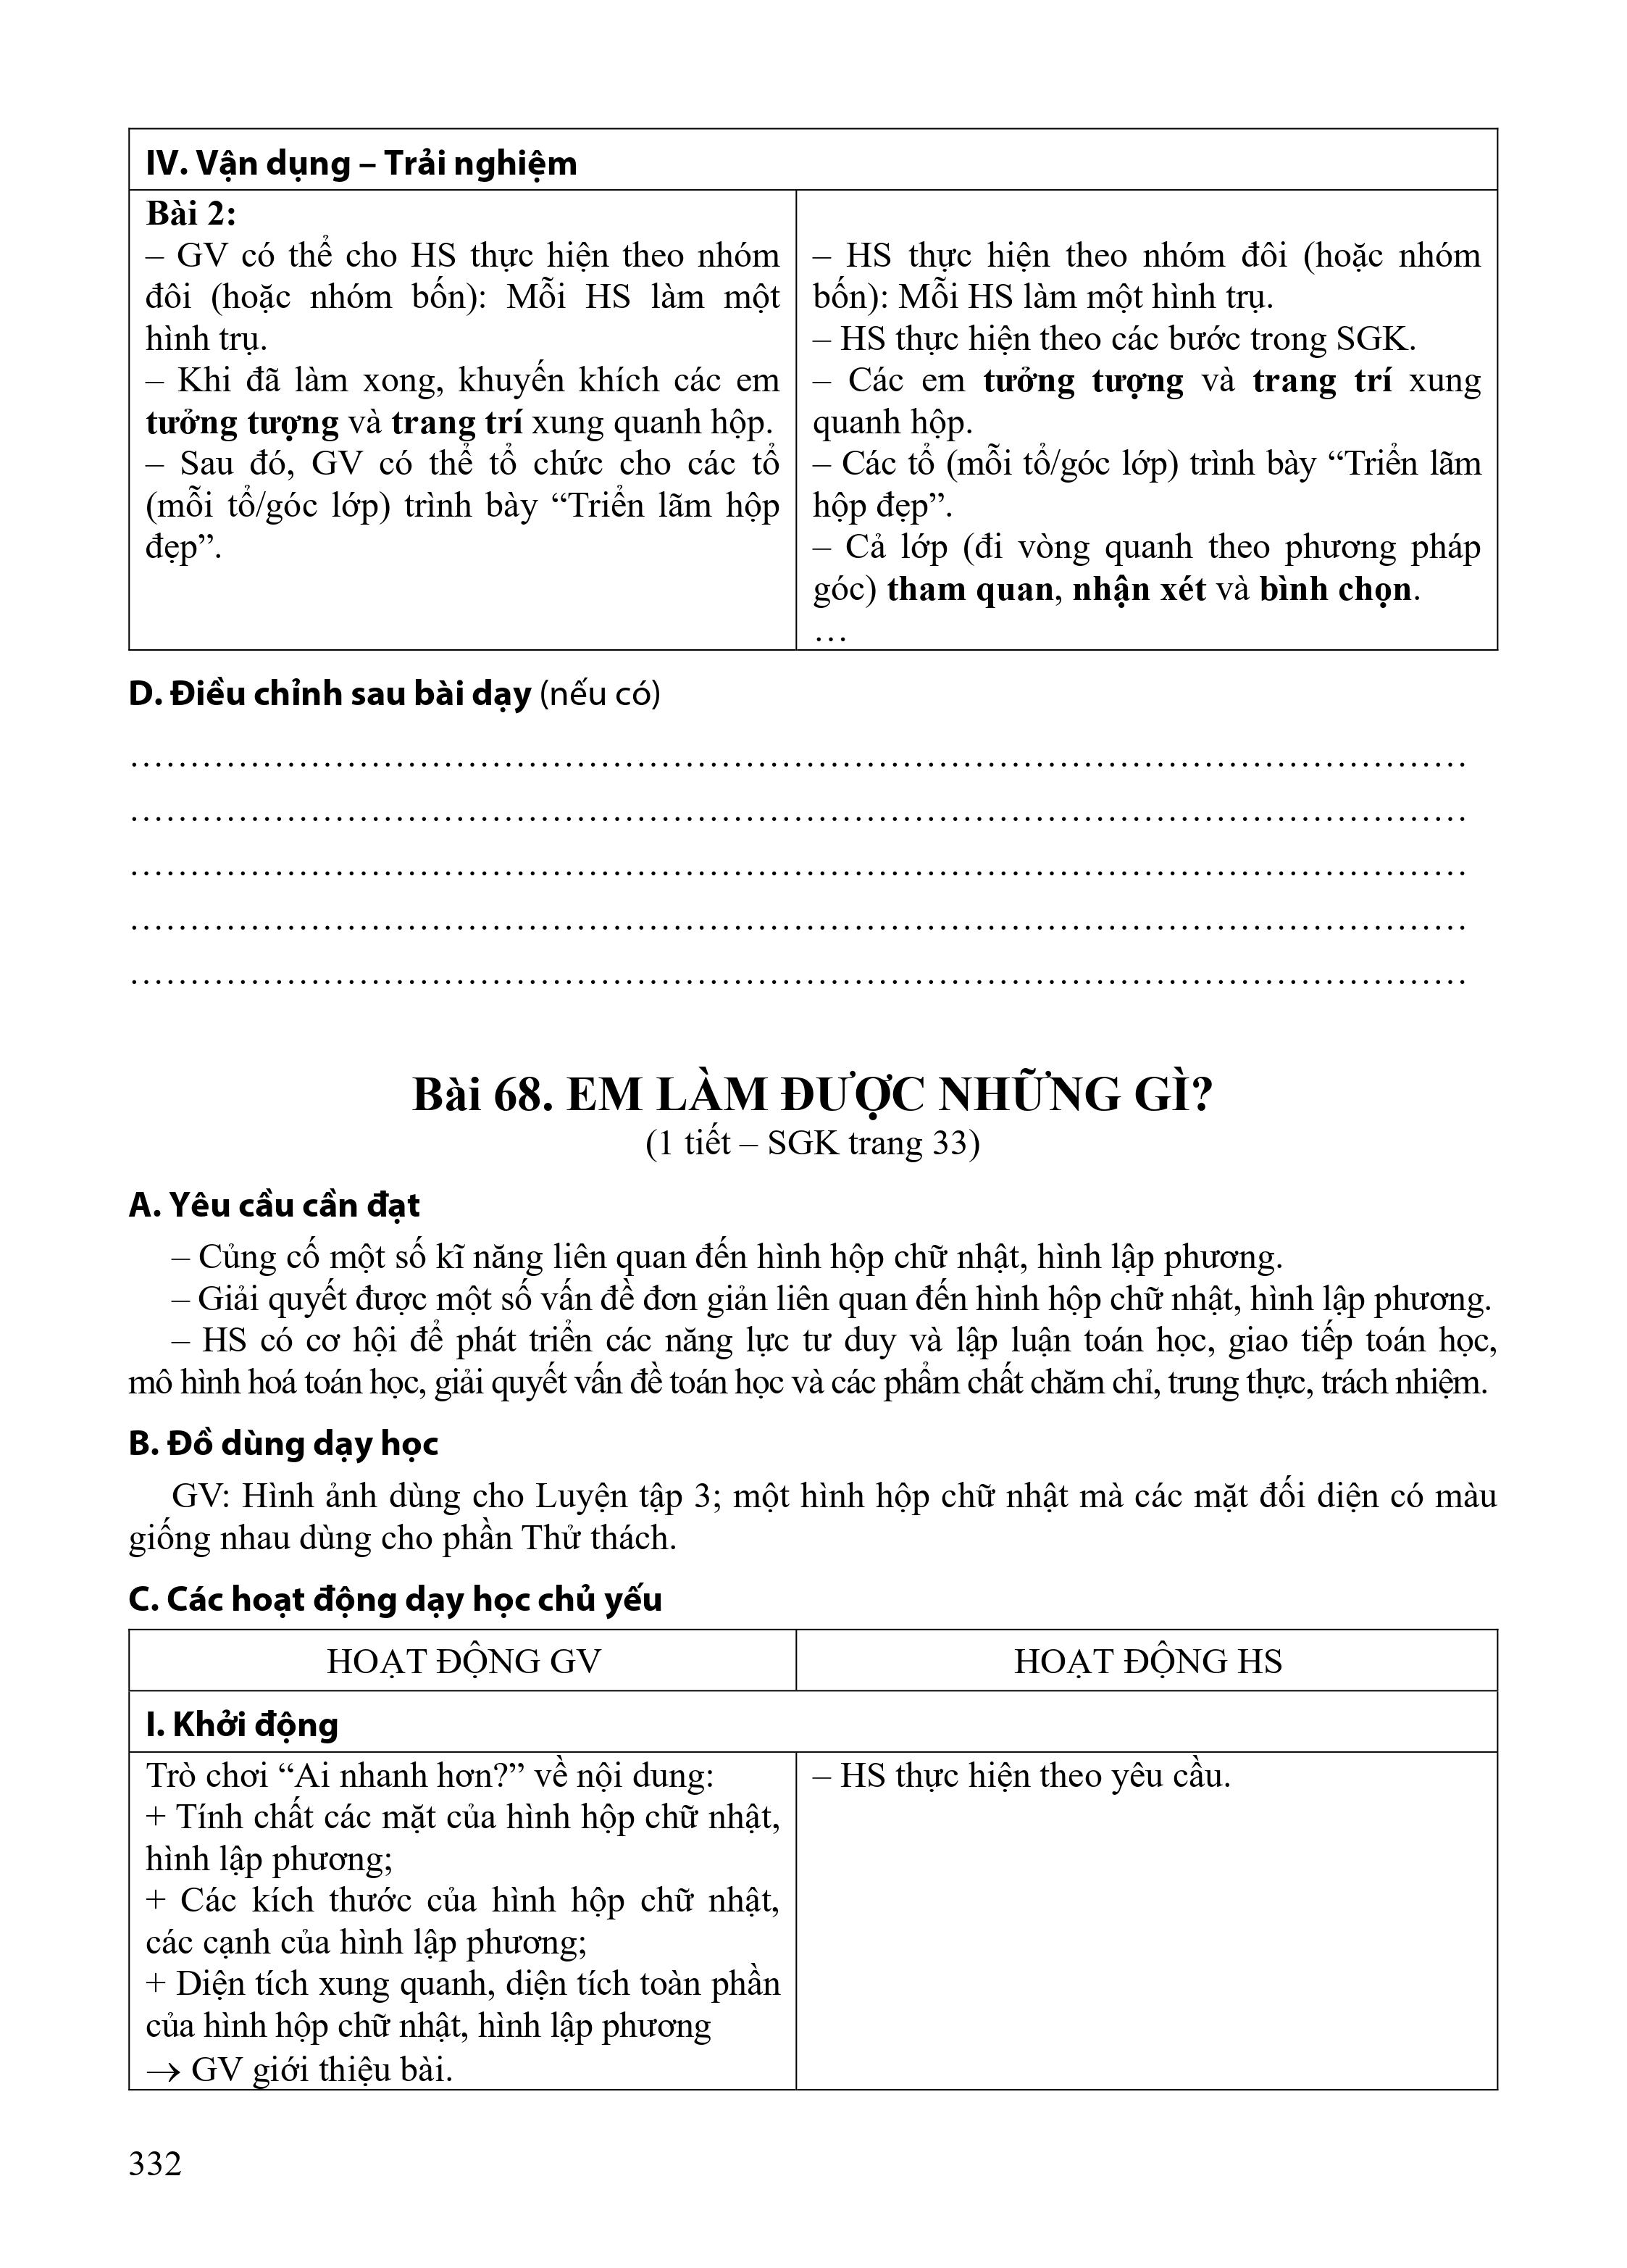 IV. Vận dụng – Trải nghiệm
Bài 2:
– GV có thể cho HS thực hiện theo nhóm
đôi (hoặc nhóm bốn): Mỗi HS làm một
hình trụ.
– Khi đã làm xong, khuyến khích các em
tưởng tượng và trang trí xung quanh hộp.
– Sau đó, GV có thể tổ chức cho các tổ
(mỗi tổ/góc lớp) trình bày “Triển lãm hộp
đẹp”.
– HS thực hiện theo nhóm đôi (hoặc nhóm
bốn): Mỗi HS làm một hình trụ.
– HS thực hiện theo các bước trong SGK.
– Các em tưởng tượng và trang trí xung
quanh hộp.
– Các tổ (mỗi tổ/góc lớp) trình bày “Triển lãm
hộp đẹp”.
– Cả lớp (đi vòng quanh theo phương pháp
góc) tham quan, nhận xét và bình chọn.
…
D. Điều chỉnh sau bài dạy (nếu có)
………………………………………………………………………………………………
………………………………………………………………………………………………
………………………………………………………………………………………………
………………………………………………………………………………………………
………………………………………………………………………………………………
Bài 68. EM LÀM ĐƯỢC NHỮNG GÌ?
(1 tiết – SGK trang 33)
A. Yêu cầu cần đạt
– Củng cố một số kĩ năng liên quan đến hình hộp chữ nhật, hình lập phương.
– Giải quyết được một số vấn đề đơn giản liên quan đến hình hộp chữ nhật, hình lập phương.
– HS có cơ hội để phát triển các năng lực tư duy và lập luận toán học, giao tiếp toán học,
mô hình hoá toán học, giải quyết vấn đề toán học và các phẩm chất chăm chỉ, trung thực, trách nhiệm.
B. Đồ dùng dạy học
GV: Hình ảnh dùng cho Luyện tập 3; một hình hộp chữ nhật mà các mặt đối diện có màu
giống nhau dùng cho phần Thử thách.
C. Các hoạt động dạy học chủ yếu
HOẠT ĐỘNG GV
HOẠT ĐỘNG HS
I. Khởi động
Trò chơi “Ai nhanh hơn?” về nội dung:
+ Tính chất các mặt của hình hộp chữ nhật,
hình lập phương;
+ Các kích thước của hình hộp chữ nhật,
các cạnh của hình lập phương;
+ Diện tích xung quanh, diện tích toàn phần
của hình hộp chữ nhật, hình lập phương
→ GV giới thiệu bài.
– HS thực hiện theo yêu cầu.
332